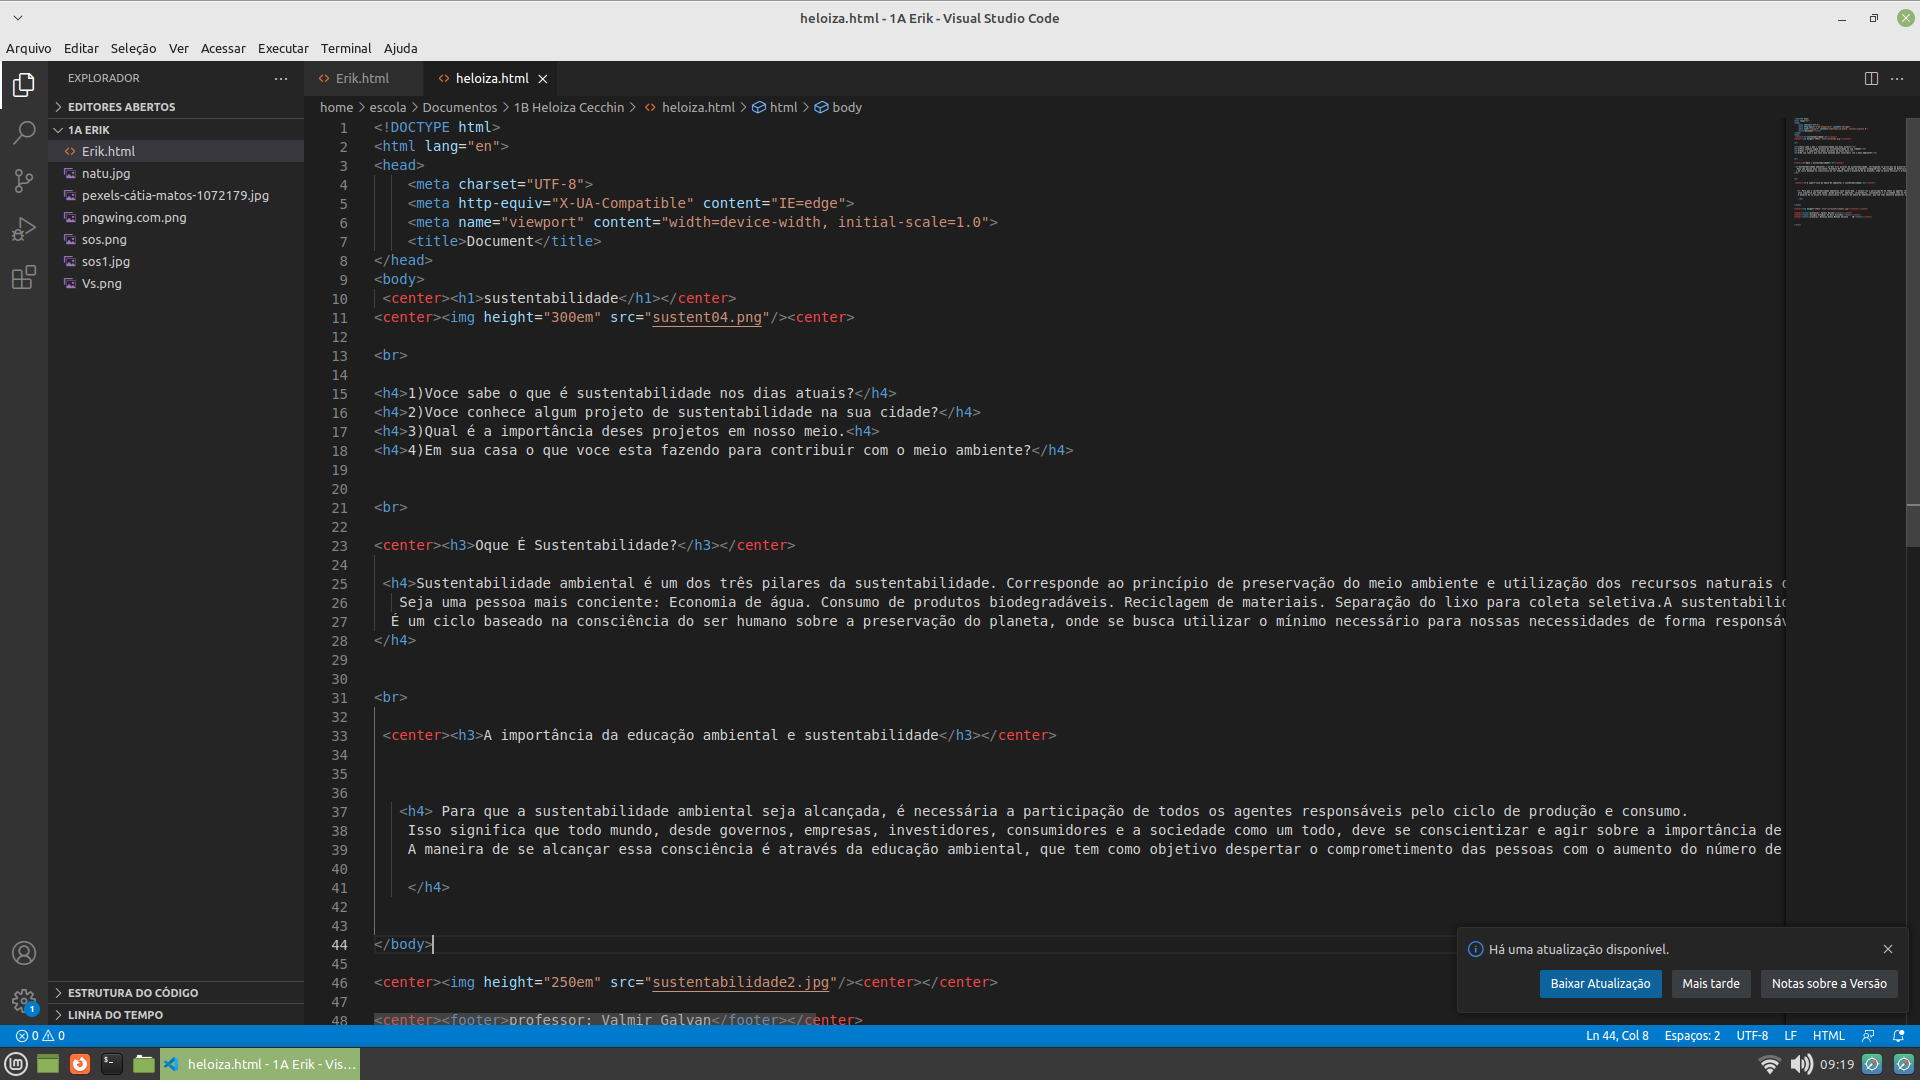 heloiza.html - 1A Erik - Visual Studio Code
Arquivo Editar Seleção Ver Acessar Executar Terminal Ajuda
EXPLORADOR
EDITORES ABERTOS
1A ERIK
Erik.html
natu.jpg
pexels-cátia-matos-1072179.jpg
pngwing.com.png
sos.png
sos1.jpg
Vs.png
ESTRUTURA DO CÓDIGO
LINHA DO TEMPO
Erik.html heloiza.html
home > escola > Documentos > 1B Heloiza Cecchin > heloiza.html > html > body
1 <!DOCTYPE html>
2 <html lang="en">
3 <head>
4 <meta charset="UTF-8">
5 <meta http-equiv="X-UA-Compatible" content="IE=edge">
6 <meta name="viewport" content="width=device-width, initial-scale=1.0">
7 <title>Document</title>
8 </head>
9 <body>
10 <center><h1>sustentabilidade</h1></center>
11 <center><img height="300em" src="sustent04.png"/><center>
12
13 <br>
14
15 <h4>1)Voce sabe o que é sustentabilidade nos dias atuais?</h4>
16 <h4>2)Voce conhece algum projeto de sustentabilidade na sua cidade?</h4>
17 <h4>3)Qual é a importância deses projetos em nosso meio.<h4>
18 <h4>4)Em sua casa o que voce esta fazendo para contribuir com o meio ambiente?</h4>
19
20
21 <br>
22
23 <center><h3>Oque É Sustentabilidade?</h3></center>
24
25 <h4>Sustentabilidade ambiental é um dos três pilares da sustentabilidade. Corresponde ao princípio de preservação do meio ambiente e utilização dos recursos naturais
26 Seja uma pessoa mais conciente: Economia de água. Consumo de produtos biodegradáveis. Reciclagem de materiais. Separação do lixo para coleta seletiva.A sustentabilid
27 É um ciclo baseado na consciência do ser humano sobre a preservação do planeta, onde se busca utilizar o mínimo necessário para nossas necessidades de forma responsáv
28 </h4>
29
30
31 <br>
32
33 <center><h3>A importância da educação ambiental e sustentabilidade</h3></center>
34
35
36
37 <h4> Para que a sustentabilidade ambiental seja alcançada, é necessária a participação de todos os agentes responsáveis pelo ciclo de produção e consumo.
38 Isso significa que todo mundo, desde governos, empresas, investidores, consumidores e a sociedade como um todo, deve se conscientizar e agir sobre a importância de
39 A maneira de se alcançar essa consciência é através da educação ambiental, que tem como objetivo despertar o comprometimento das pessoas com o aumento do número de
40
41 </h4>
42
43
44 </body>
45
46 <center><img height="250em" src="sustentabilidade2.jpg"/><center></center>
47
48 <center><footer>professor: Valmir Galvan</footer></center>
Há uma atualização disponível.
Baixar Atualização Mais tarde Notas sobre a Versão
1
0 0 Ln 44, Col 8 Espaços: 2 UTF-8 LF HTML
heloiza.html - 1A Erik - Vis... 09:19